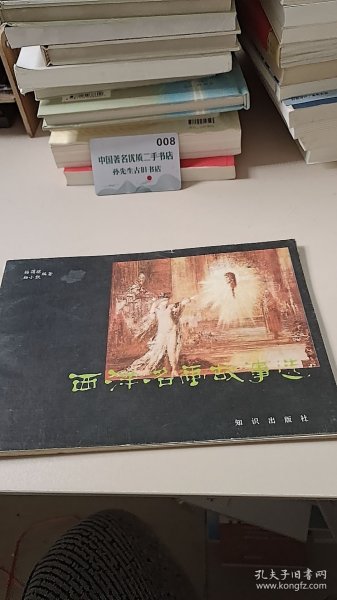 008
中国著名优质二手书店
孙先生古旧书店
编著
西洋名画故事选
知识出版社
孔夫子旧书网
www.kongfz.com